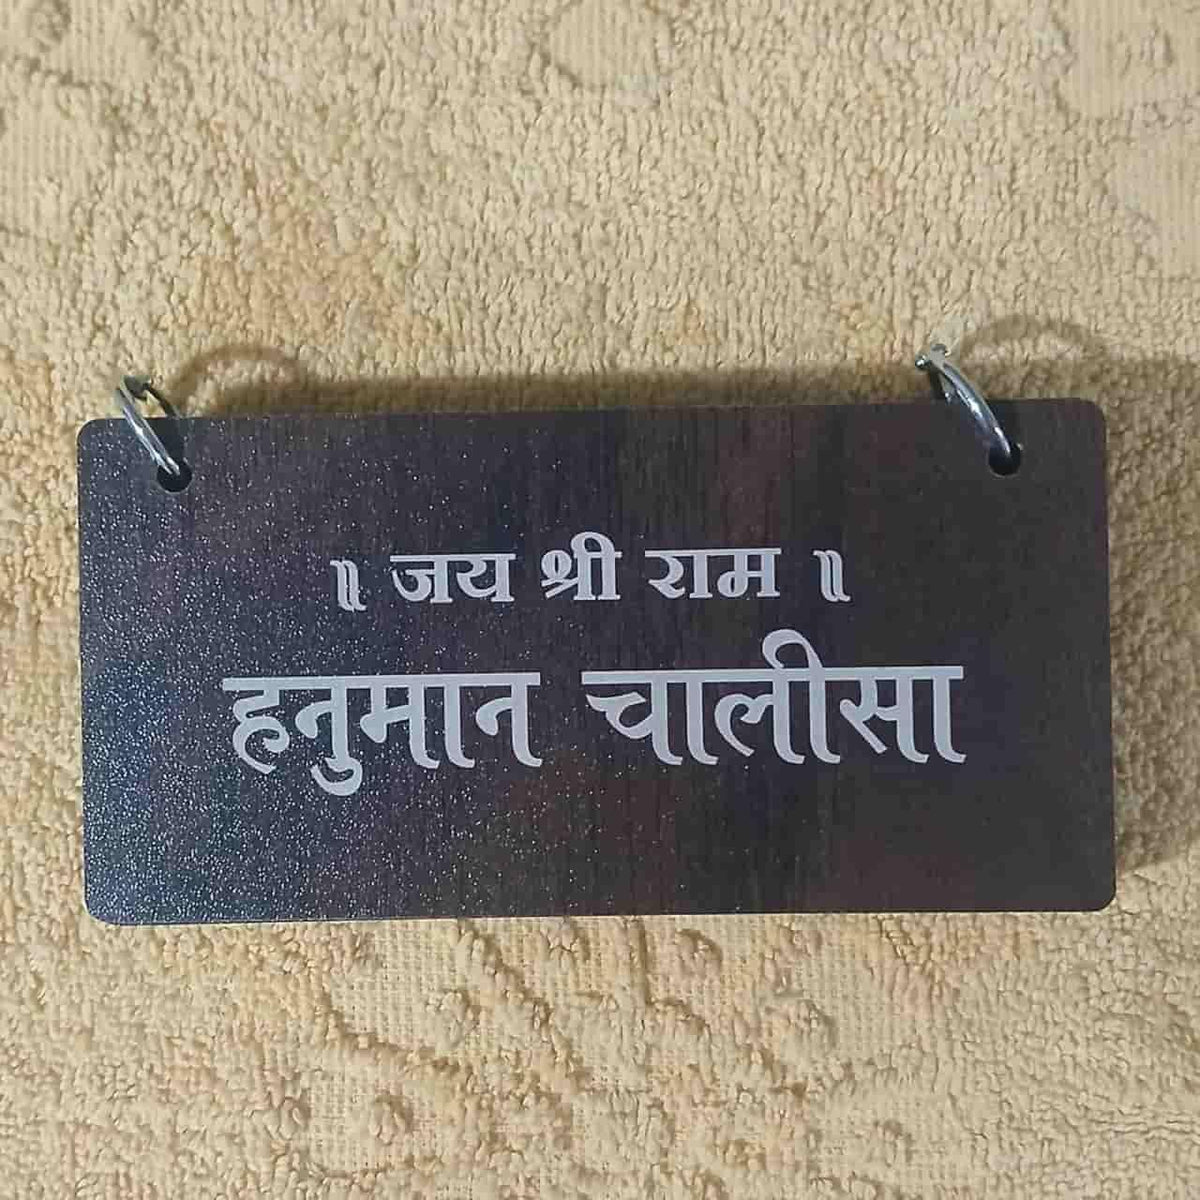 ॥ जय श्री राम ॥
हनुमान चालीसा